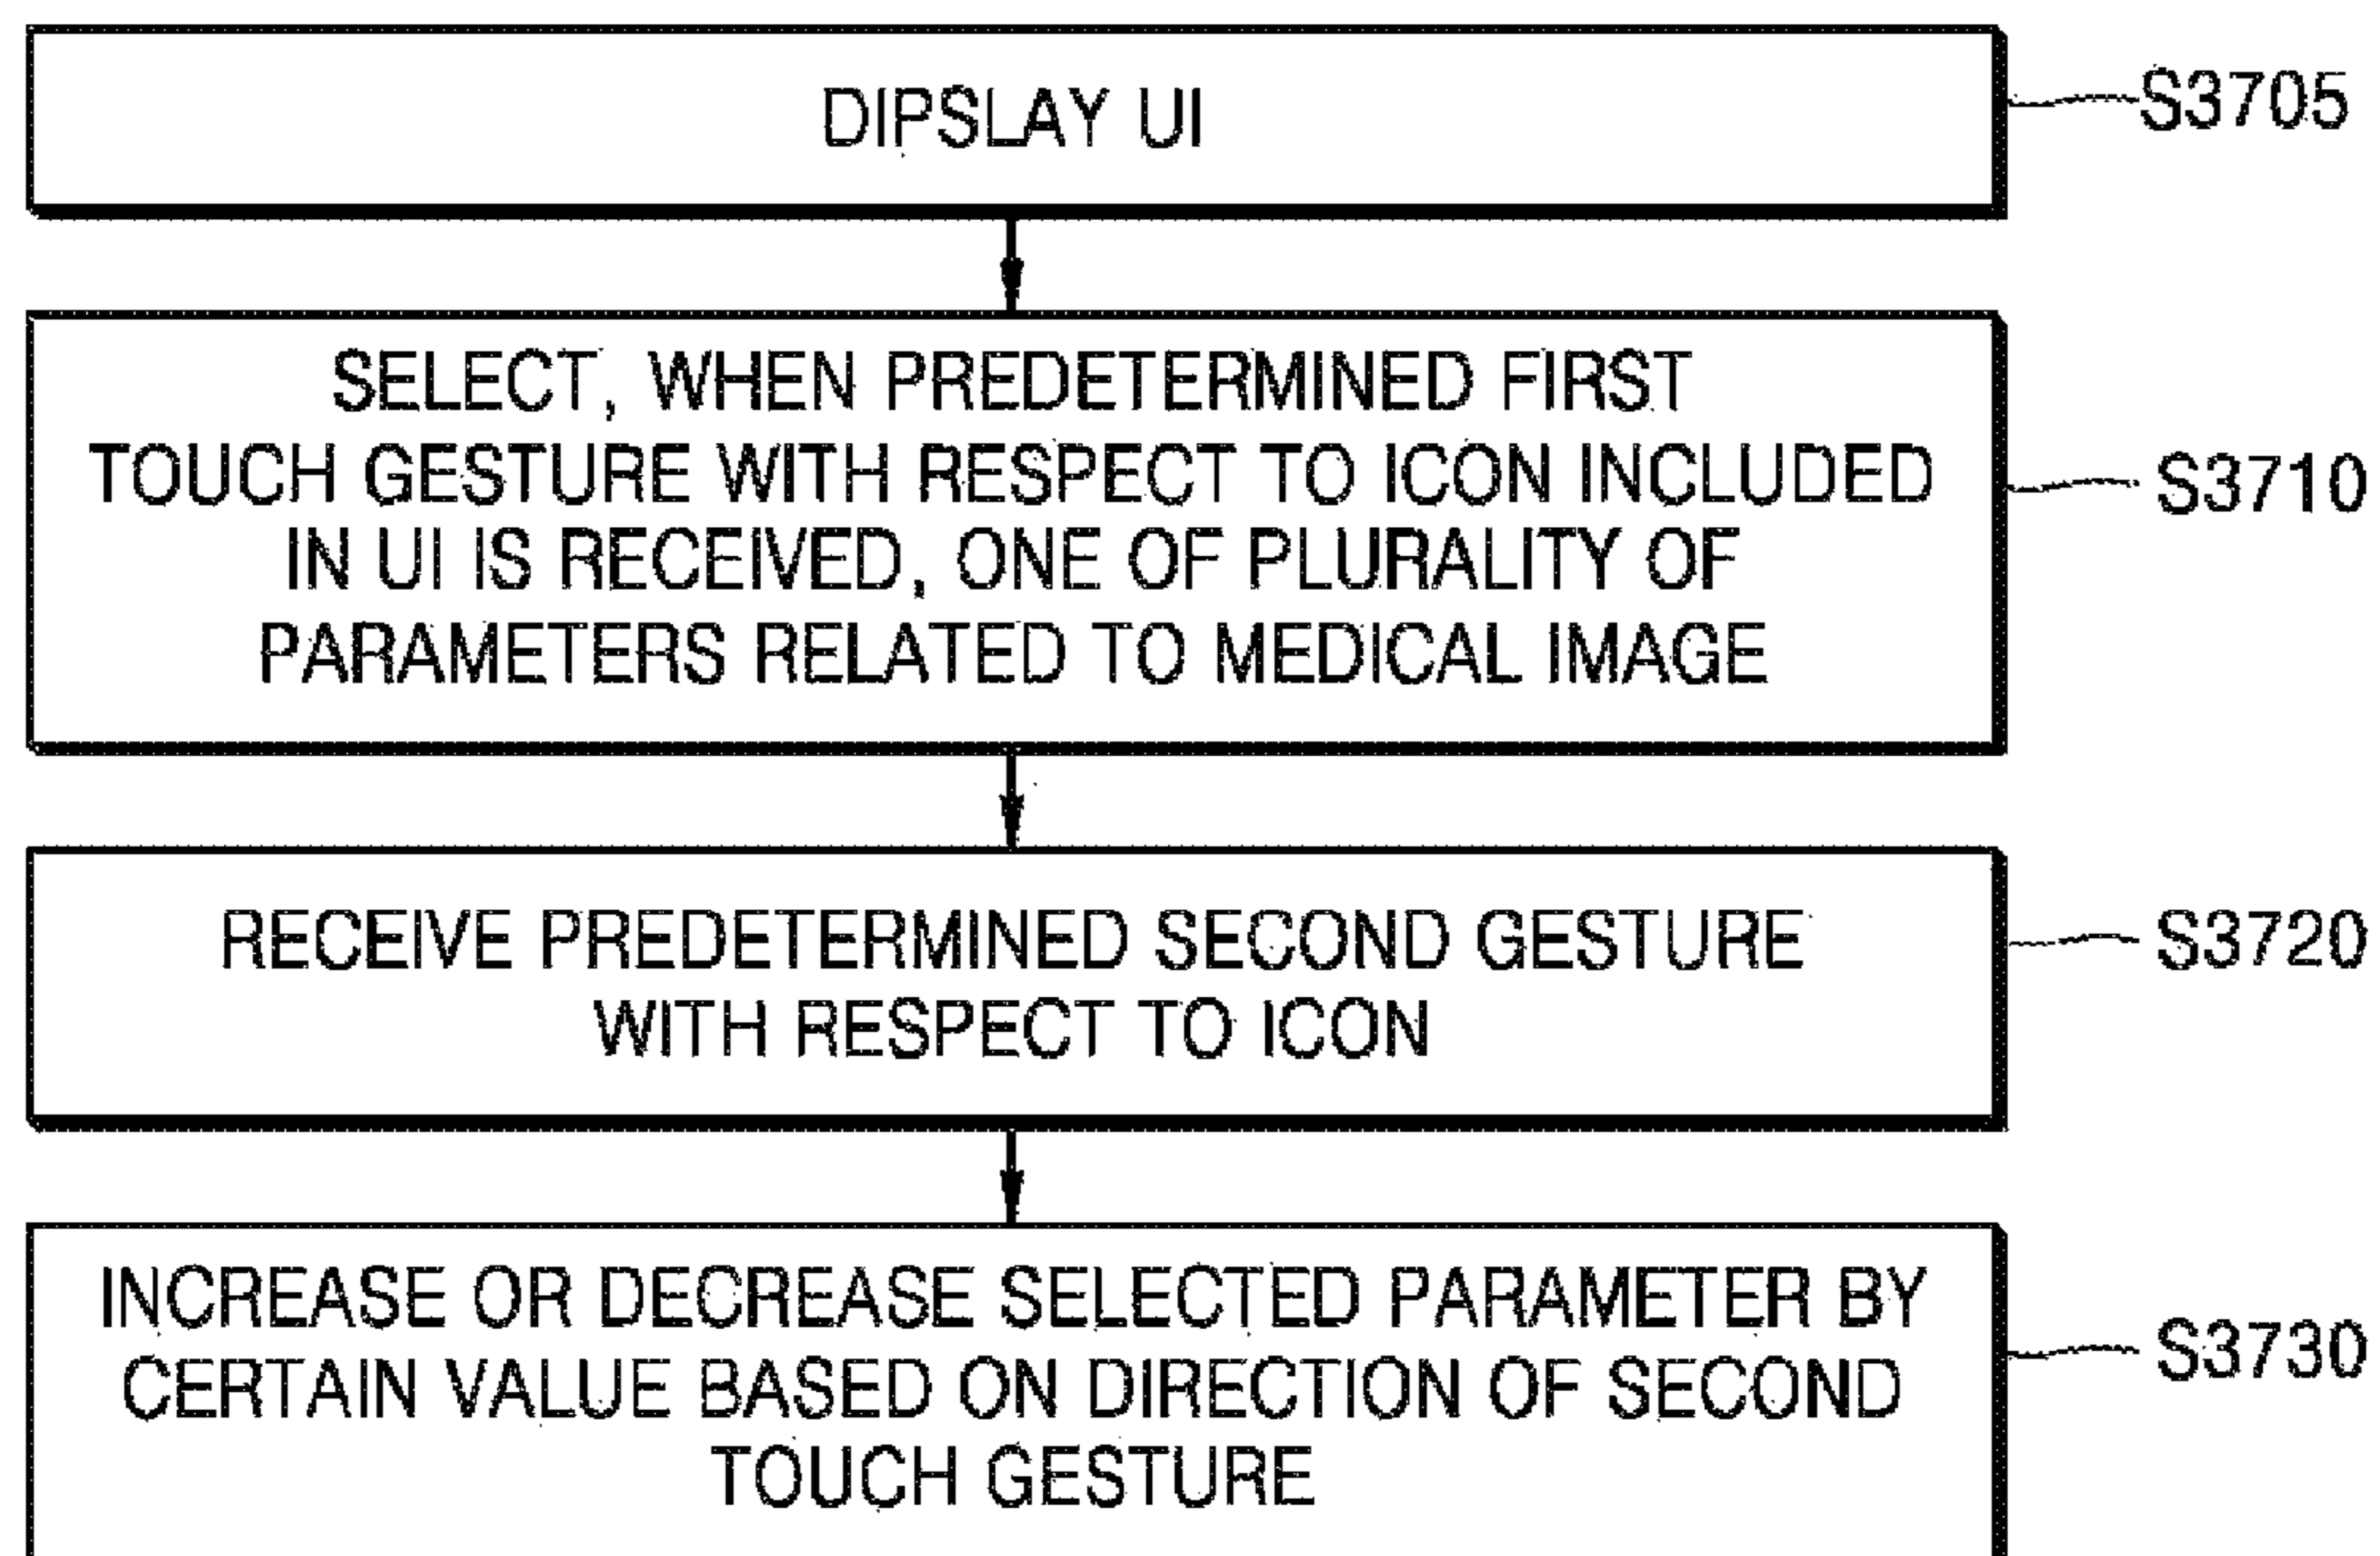 DIPSLAY UI
S3705
SELECT, WHEN PREDETERMINED FIRST
TOUCH GESTURE WITH RESPECT TO ICON INCLUDED
IN UI IS RECEIVED, ONE OF PLURALITY OF
PARAMETERS RELATED TO MEDICAL IMAGE
S3710
RECEIVE PREDETERMINED SECOND GESTURE
WITH RESPECT TO ICON
S3720
INCREASE OR DECREASE SELECTED PARAMETER BY
CERTAIN VALUE BASED ON DIRECTION OF SECOND
TOUCH GESTURE
S3730